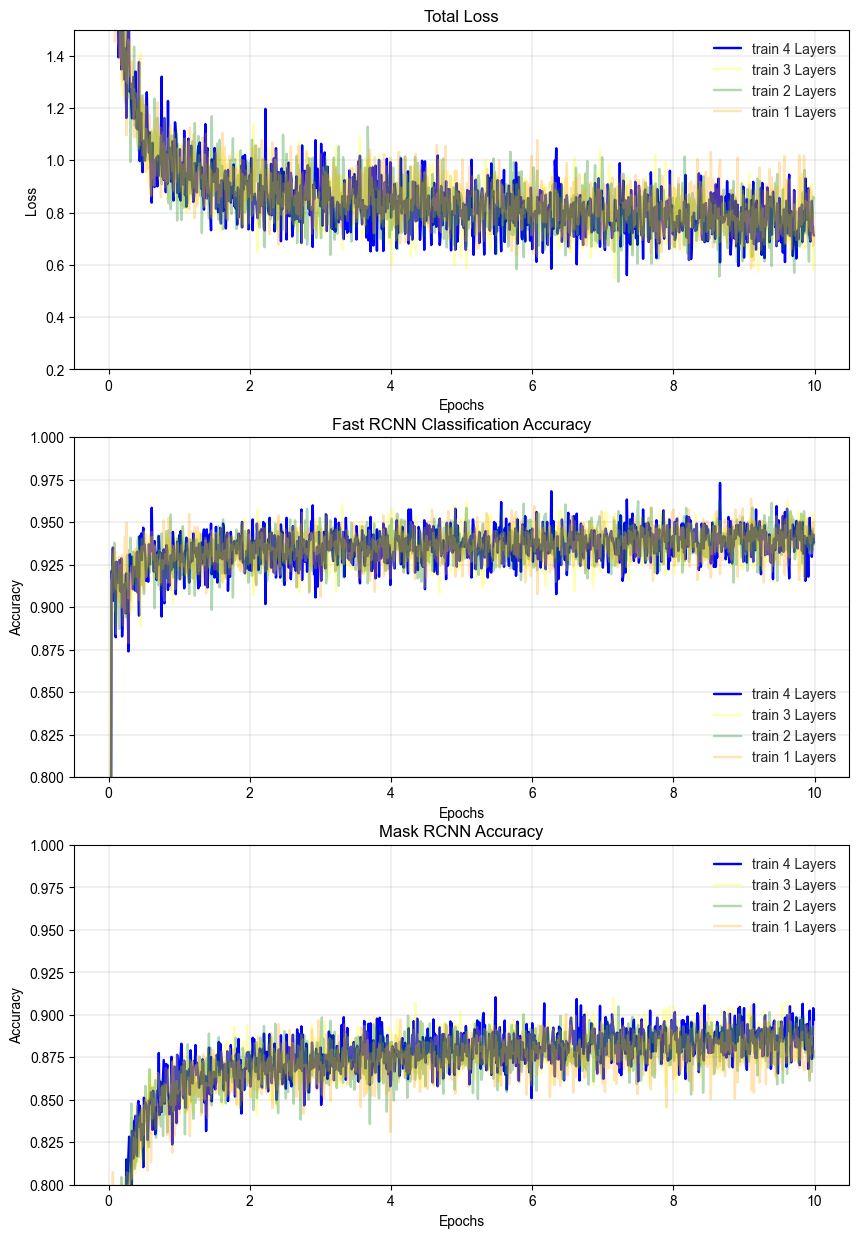 Total Loss
1.4
1.2
1.0
0.8
0.6
0.4
0.2
Loss
train 4 Layers
train 3 Layers
train 2 Layers
train 1 Layers
0 2 4 6 8 10
Epochs
Fast RCNN Classification Accuracy
1.000
0.975
0.950
0.925
0.900
0.875
0.850
0.825
0.800
Accuracy
train 4 Layers
train 3 Layers
train 2 Layers
train 1 Layers
0 2 4 6 8 10
Epochs
Mask RCNN Accuracy
1.000
0.975
0.950
0.925
0.900
0.875
0.850
0.825
0.800
Accuracy
train 4 Layers
train 3 Layers
train 2 Layers
train 1 Layers
0 2 4 6 8 10
Epochs